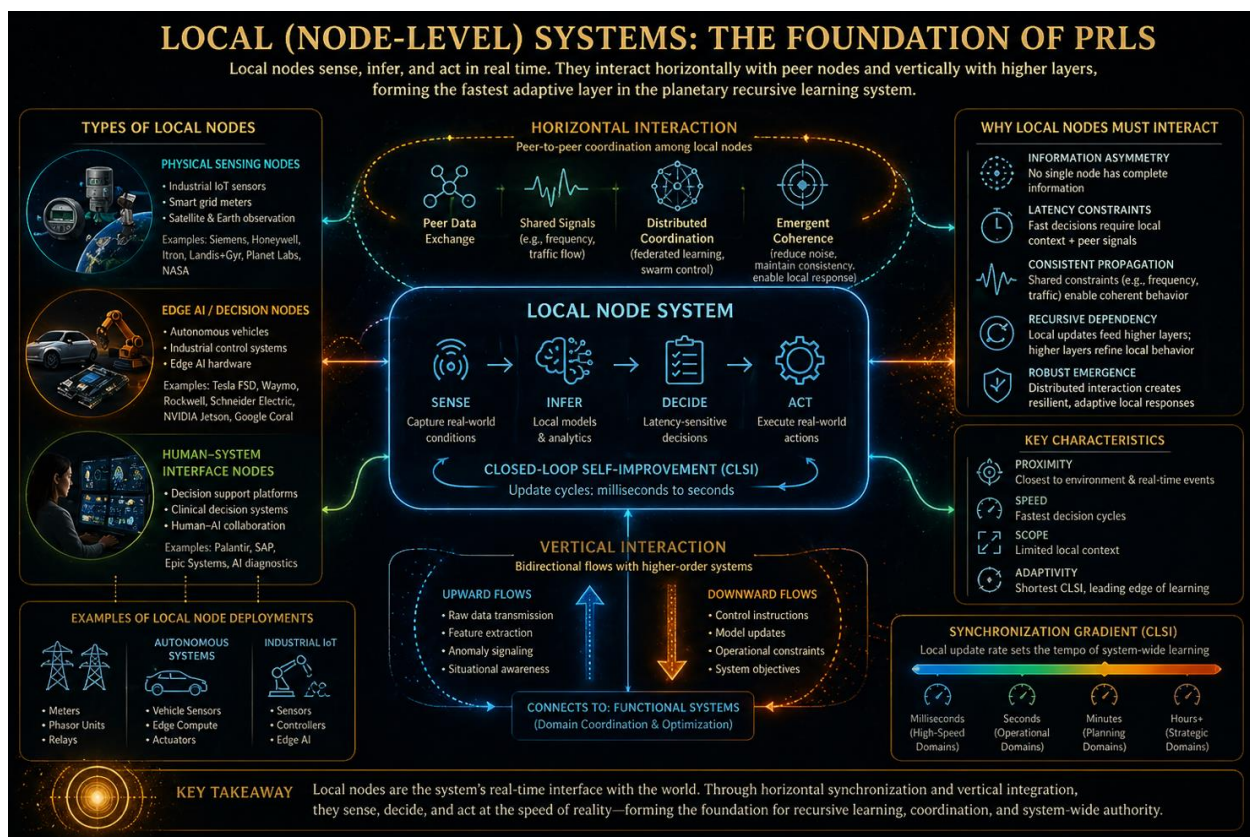 LOCAL (NODE-LEVEL) SYSTEMS: THE FOUNDATION OF PRLS
Local nodes sense, infer, and act in real time. They interact horizontally with peer nodes and vertically with higher layers,
forming the fastest adaptive layer in the planetary recursive learning system.
TYPES OF LOCAL NODES
PHYSICAL SENSING NODES
• Industrial IoT sensors
• Smart grid meters
• Satellite & Earth observation
Examples: Siemens, Honeywell,
Itron, Landis+Gyr, Planet Labs,
NASA
EDGE AI / DECISION NODES
• Autonomous vehicles
• Industrial control systems
• Edge AI hardware
Examples: Tesla FSD, Waymo,
Rockwell, Schneider Electric,
NVIDIA Jetson, Google Coral
HUMAN–SYSTEM
INTERFACE NODES
• Decision support platforms
• Clinical decision systems
• Human–AI collaboration
Examples: Palantir, SAP,
Epic Systems, AI diagnostics
EXAMPLES OF LOCAL NODE DEPLOYMENTS
• Meters
• Phasor Units
• Relays
AUTONOMOUS
SYSTEMS
• Vehicle Sensors
• Edge Compute
• Actuators
INDUSTRIAL IoT
• Sensors
• Controllers
• Edge AI
HORIZONTAL INTERACTION
Peer-to-peer coordination among local nodes
Peer Data
Exchange
Shared Signals
(e.g., frequency,
traffic flow)
Distributed
Coordination
(federated learning,
swarm control)
Emergent
Coherence
(reduce noise,
maintain consistency,
enable local response)
LOCAL NODE SYSTEM
SENSE
Capture real-world
conditions
INFER
Local models
& analytics
DECIDE
Latency-sensitive
decisions
ACT
Execute real-world
actions
CLOSED-LOOP SELF-IMPROVEMENT (CLSI)
Update cycles: milliseconds to seconds
VERTICAL INTERACTION
Bidirectional flows with higher-order systems
UPWARD FLOWS
• Raw data transmission
• Feature extraction
• Anomaly signaling
• Situational awareness
DOWNWARD FLOWS
• Control instructions
• Model updates
• Operational constraints
• System objectives
CONNECTS TO: FUNCTIONAL SYSTEMS
(Domain Coordination & Optimization)
WHY LOCAL NODES MUST INTERACT
INFORMATION ASYMMETRY
No single node has complete
information
LATENCY CONSTRAINTS
Fast decisions require local
context + peer signals
CONSISTENT PROPAGATION
Shared constraints (e.g., frequency,
traffic) enable coherent behavior
RECURSIVE DEPENDENCY
Local updates feed higher layers;
higher layers refine local behavior
ROBUST EMERGENCE
Distributed interaction creates
resilient, adaptive local responses
KEY CHARACTERISTICS
PROXIMITY
Closest to environment & real-time events
SPEED
Fastest decision cycles
SCOPE
Limited local context
ADAPTIVITY
Shortest CLSI, leading edge of learning
SYNCHRONIZATION GRADIENT (CLSI)
Local update rate sets the tempo of system-wide learning
Milliseconds
(High-Speed
Domains)
Seconds
(Operational
Domains)
Minutes
(Planning
Domains)
Hours+
(Strategic
Domains)
KEY TAKEAWAY
Local nodes are the system's real-time interface with the world. Through horizontal synchronization and vertical integration,
they sense, decide, and act at the speed of reality—forming the foundation for recursive learning, coordination, and system-wide authority.